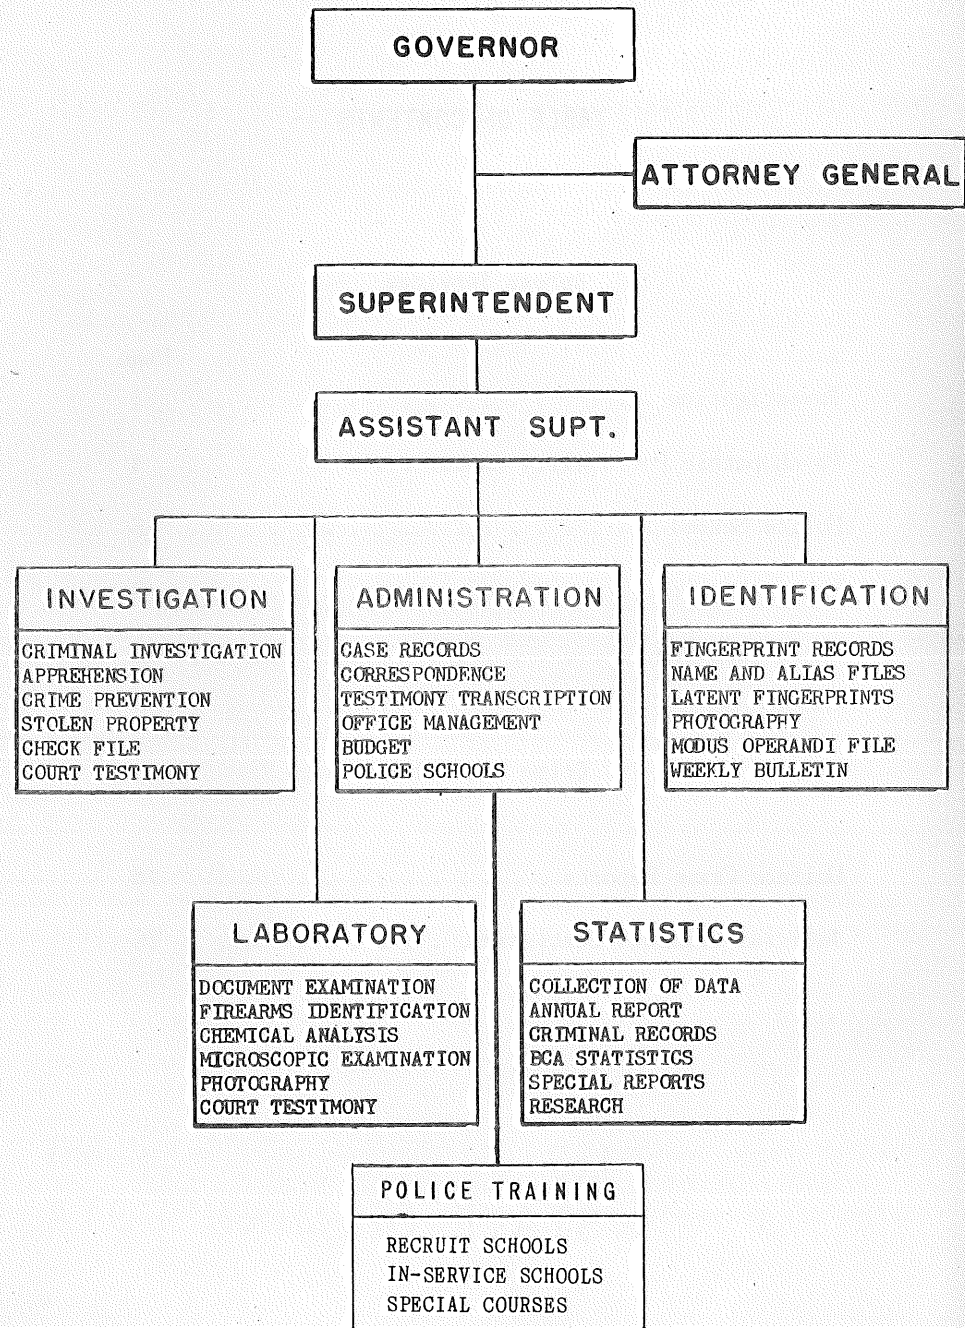 GOVERNOR
ATTORNEY GENERAL
SUPERINTENDENT
ASSISTANT SUPT.
INVESTIGATION
CRIMINAL INVESTIGATION
APPREHENSION
CRIME PREVENTION
STOLEN PROPERTY
CHECK FILE
COURT TESTIMONY
ADMINISTRATION
CASE RECORDS
CORRESPONDENCE
TESTIMONY TRANSCRIPTION
OFFICE MANAGEMENT
BUDGET
POLICE SCHOOLS
IDENTIFICATION
FINGERPRINT RECORDS
NAME AND ALIAS FILES
LATENT FINGERPRINTS
PHOTOGRAPHY
MODUS OPERANDI FILE
WEEKLY BULLETIN
LABORATORY
DOCUMENT EXAMINATION
FIREARMS IDENTIFICATION
CHEMICAL ANALYSIS
MICROSCOPIC EXAMINATION
PHOTOGRAPHY
COURT TESTIMONY
STATISTICS
COLLECTION OF DATA
ANNUAL REPORT
CRIMINAL RECORDS
BCA STATISTICS
SPECIAL REPORTS
RESEARCH
POLICE TRAINING
RECRUIT SCHOOLS
IN-SERVICE SCHOOLS
SPECIAL COURSES